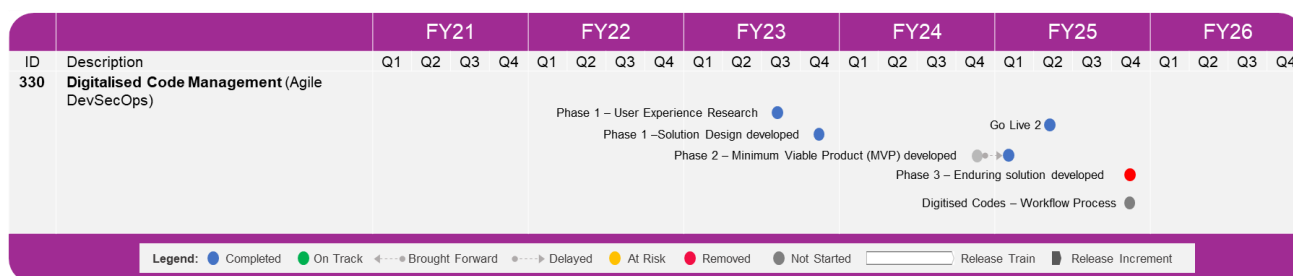 FY21 FY22 FY23 FY24 FY25 FY26
ID Description Q1 Q2 Q3 Q4 Q1 Q2 Q3 Q4 Q1 Q2 Q3 Q4 Q1 Q2 Q3 Q4 Q1 Q2 Q3 Q4 Q1 Q2 Q3 Q4
330 Digitalised Code Management (Agile
DevSecOps)
Phase 1 – User Experience Research
Go Live 2
Phase 1 –Solution Design developed
Phase 2 – Minimum Viable Product (MVP) developed
Phase 3 – Enduring solution developed
Digitised Codes – Workflow Process
Legend: Completed On Track Brought Forward Delayed At Risk Removed Not Started Release Train Release Increment